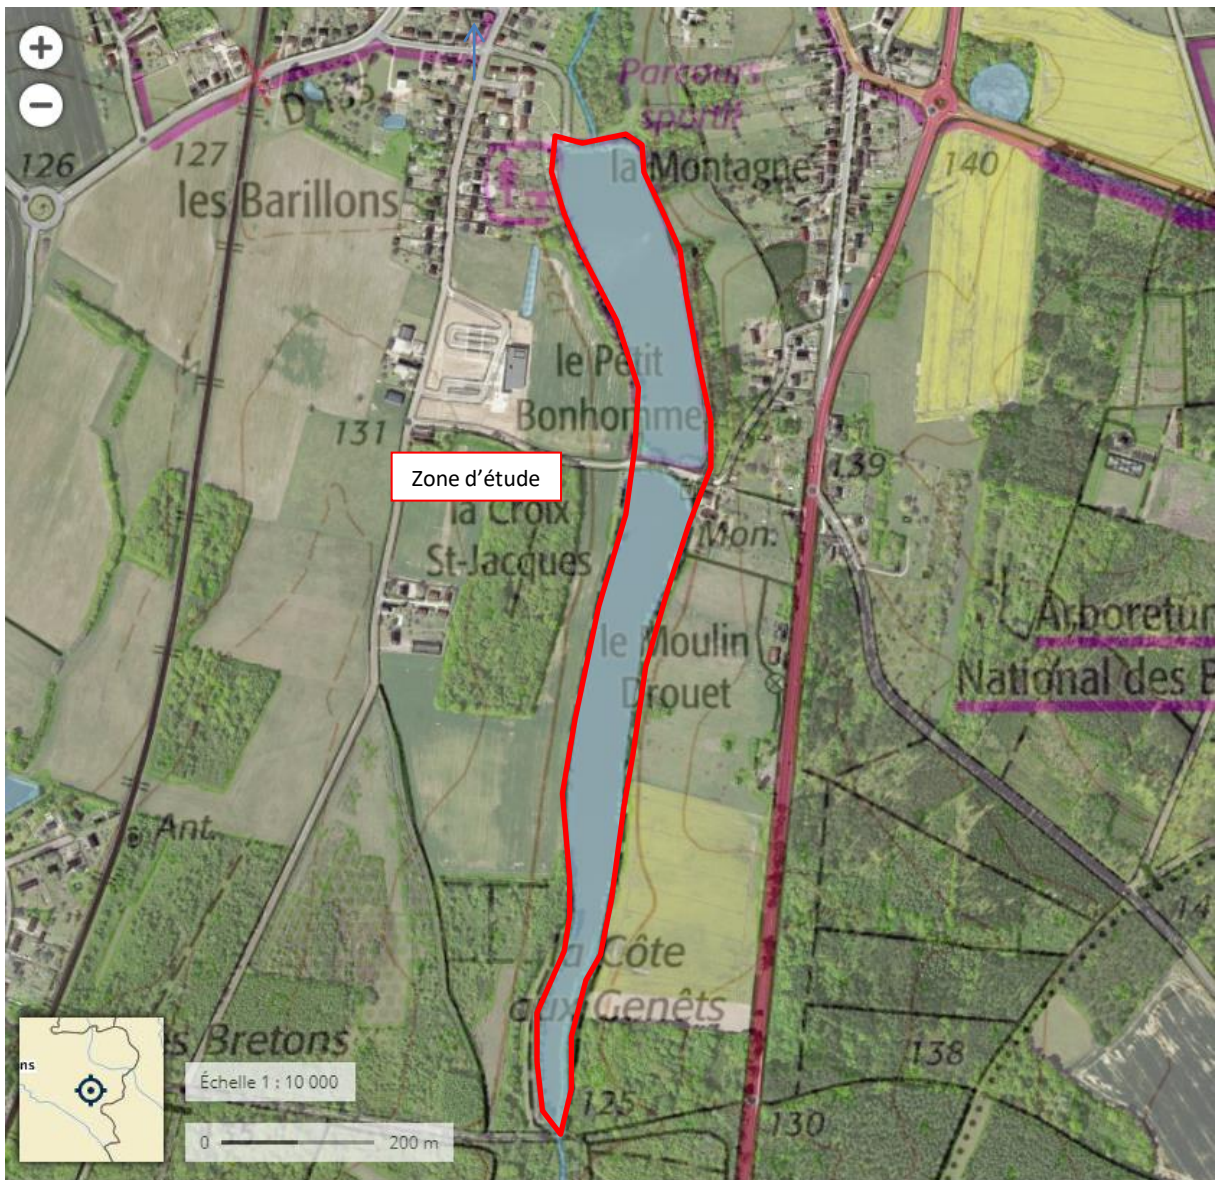 +
−
Parcours
sportif
D
126
127
la Montagne
140
les Barillons
le Petit
Bonhomme
131
139
Zone d’étude
la Croix
St-Jacques
Mon.
le Moulin
Drouet
Arboretum
National des B
Ant.
la Côte
aux Genêts
14
s Bretons
138
ns
Échelle 1 : 10 000
125
130
0
200 m